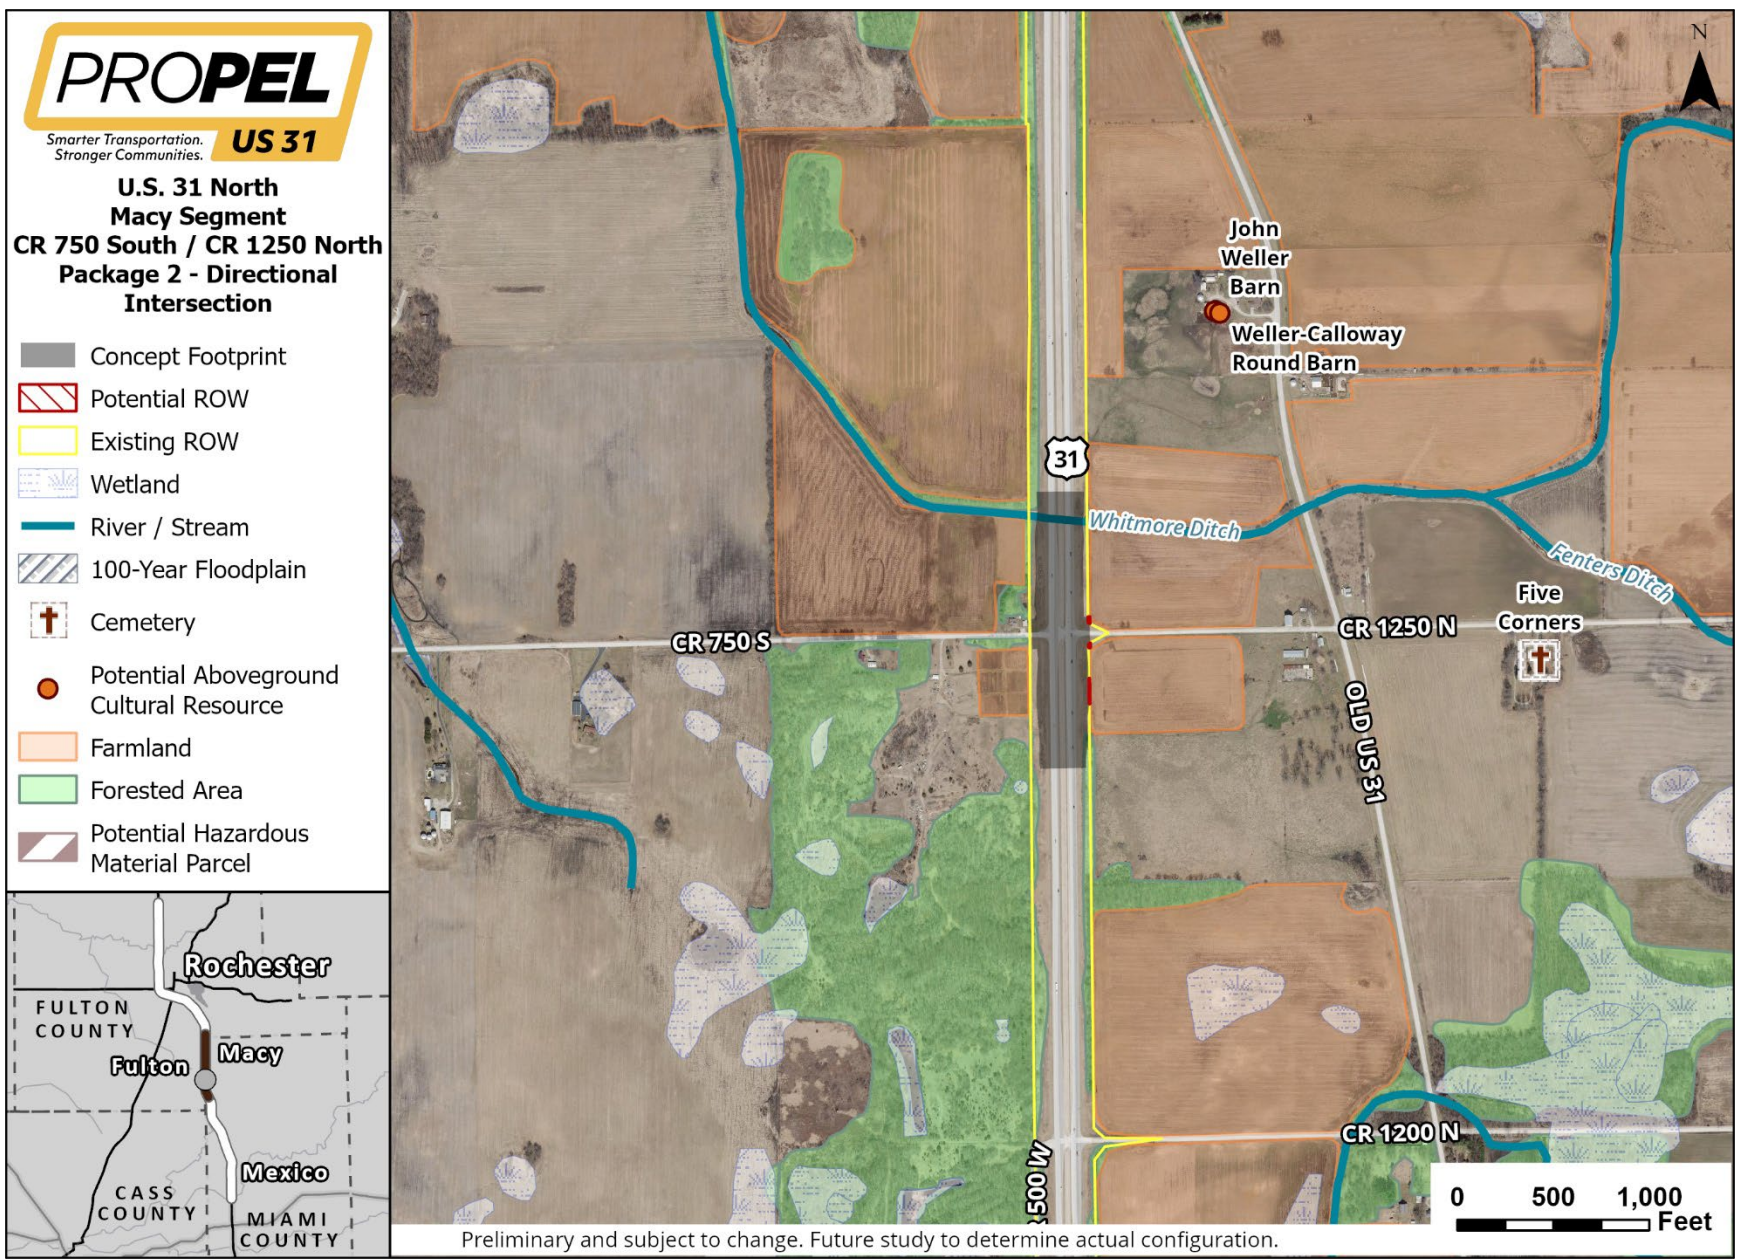 PROPEL
Smarter Transportation.
Stronger Communities.
US 31
U.S. 31 North
Macy Segment
CR 750 South / CR 1250 North
Package 2 - Directional
Intersection
Concept Footprint
Potential ROW
Existing ROW
Wetland
River / Stream
100-Year Floodplain
Cemetery
Potential Aboveground
Cultural Resource
Farmland
Forested Area
Potential Hazardous
Material Parcel
Rochester
FULTON
COUNTY
Macy
Fulton
Mexico
CASS
COUNTY
MIAMI
COUNTY
N
John
Weller
Barn
Weller-Calloway
Round Barn
31
Whitmore Ditch
Fenters Ditch
Five
Corners
CR 750 S
CR 1250 N
OLD US 31
CR 1200 N
500 W
0 500 1,000
Feet
Preliminary and subject to change. Future study to determine actual configuration.